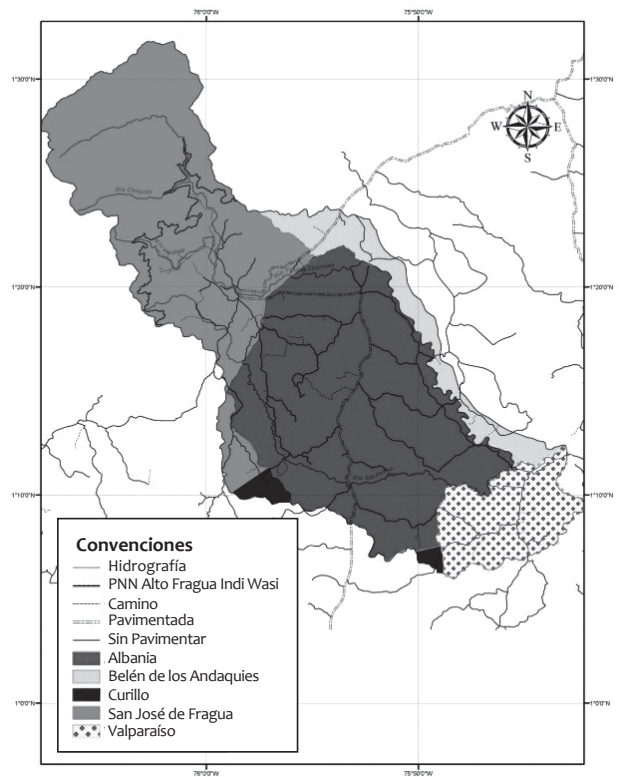 76°0'0"W
75°50'0"W
1°30'0"N
1°30'0"N
N
W
E
S
1°20'0"N
1°20'0"N
1°10'0"N
1°10'0"N
Convenciones
Hidrografía
PNN Alto Fragua Indi Wasi
Camino
Pavimentada
Sin Pavimentar
Albania
Belén de los Andaquies
Curillo
San José de Fragua
Valparaíso
1°0'0"N
1°0'0"N
76°0'0"W
75°50'0"W